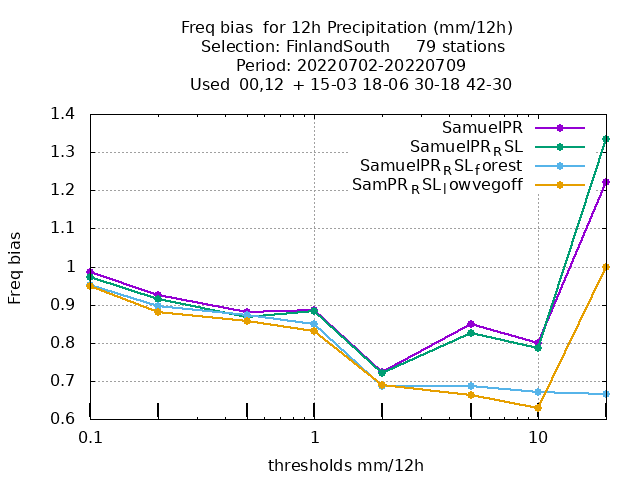 Freq bias  for 12h Precipitation (mm/12h)
Selection: FinlandSouth     79 stations
Period: 20220702-20220709
Used  00,12  + 15-03 18-06 30-18 42-30
SamuelPR
SamuelPR_RSL
SamuelPR_RSL_forest
SamPR_RSL_lowvegoff
Freq bias
1.4
1.3
1.2
1.1
1
0.9
0.8
0.7
0.6
0.1 1 10
thresholds mm/12h